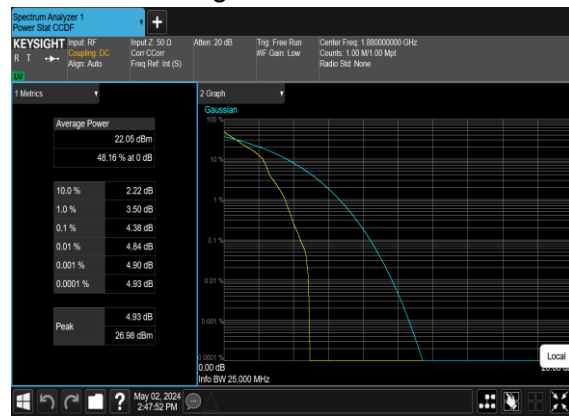 Spectrum Analyzer 1
Power Stat CCDF
+
KEYSIGHT
Input: RF
Coupling: DC
Align: Auto
R T
LW
Input Z: 50 Ω
Corr CCorr
Freq Ref: Int (S)
Atten: 20 dB
Trig: Free Run
#IF Gain: Low
Center Freq: 1.880000000 GHz
Counts: 1.00 M/1.00 Mpt
Radio Std: None
1 Metrics
Average Power
22.05 dBm
48.16 % at 0 dB
10.0 % 2.22 dB
1.0 % 3.50 dB
0.1 % 4.38 dB
0.01 % 4.84 dB
0.001 % 4.90 dB
0.0001 % 4.93 dB
Peak
4.93 dB
26.98 dBm
2 Graph
Gaussian
100 %
10 %
1 %
0.1 %
0.01 %
0.001 %
0.0001 %
0.00 dB
Info BW 25.000 MHz
Local
?
May 02, 2024
2:47:52 PM